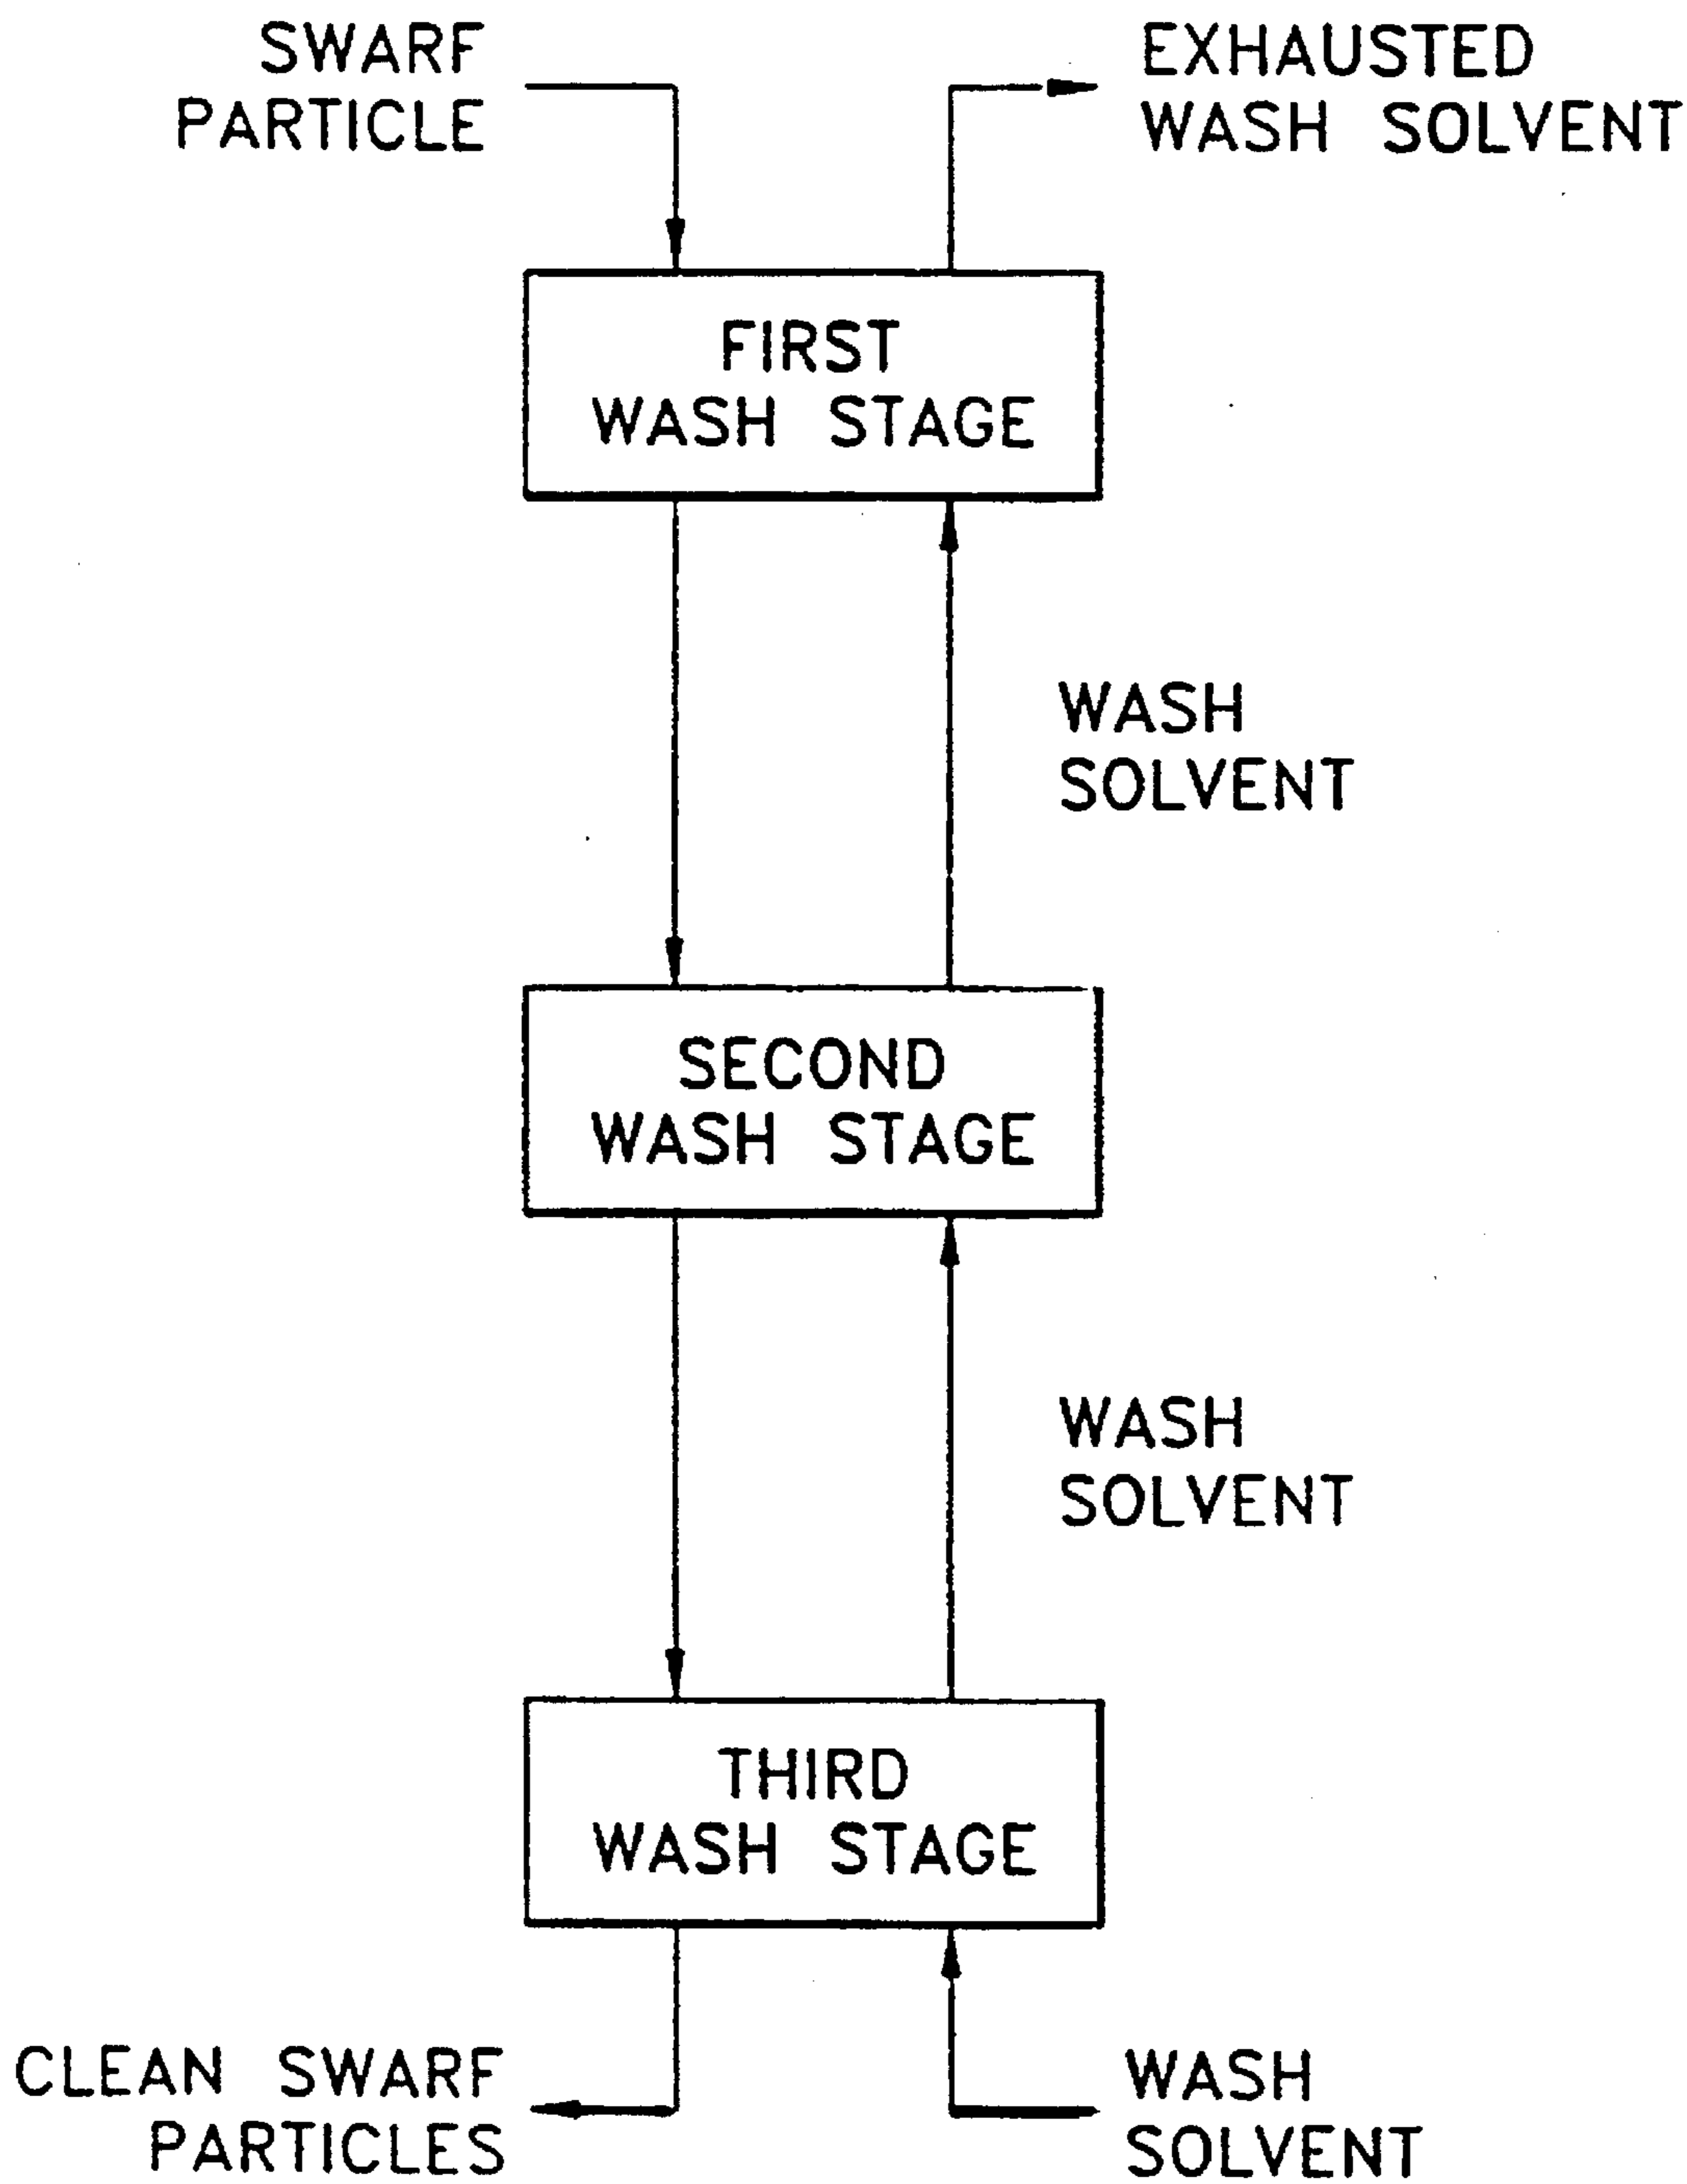 SWARF
PARTICLE
EXHAUSTED
WASH SOLVENT
FIRST
WASH STAGE
WASH
SOLVENT
SECOND
WASH STAGE
WASH
SOLVENT
THIRD
WASH STAGE
CLEAN SWARF
PARTICLES
WASH
SOLVENT